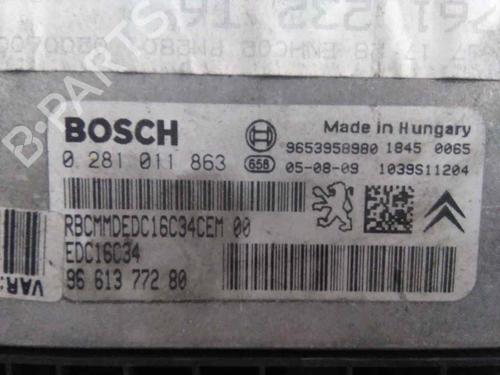 BOSCH
Made in Hungary
9653958980 1845 0065
0 281 011 863
658
05-08-09 1039S11204
RBCMMDEDC16C34CEM 00
EDC16C34
96 613 772 80
VAR: